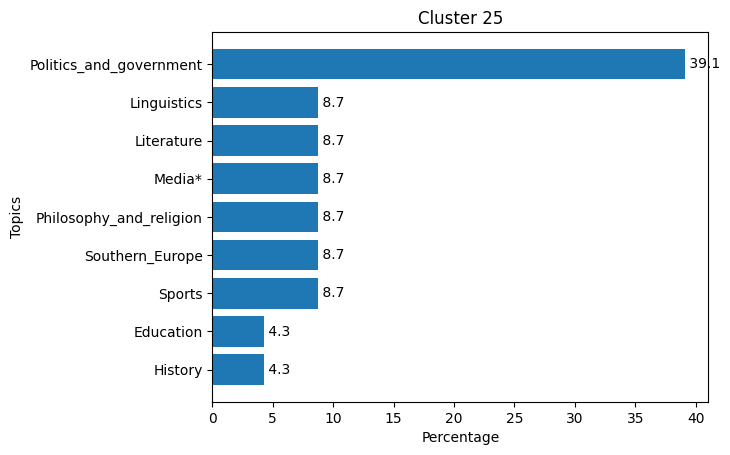 Cluster 25
Topics
Politics_and_government 39.1
Linguistics 8.7
Literature 8.7
Media* 8.7
Philosophy_and_religion 8.7
Southern_Europe 8.7
Sports 8.7
Education 4.3
History 4.3
0 5 10 15 20 25 30 35 40
Percentage